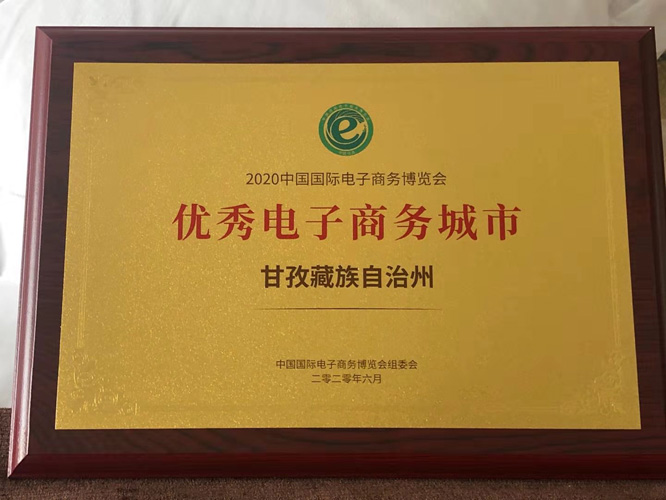 2020中国国际电子商务博览会
优秀电子商务城市
甘孜藏族自治州
中国国际电子商务博览会组委会
二零二零年六月